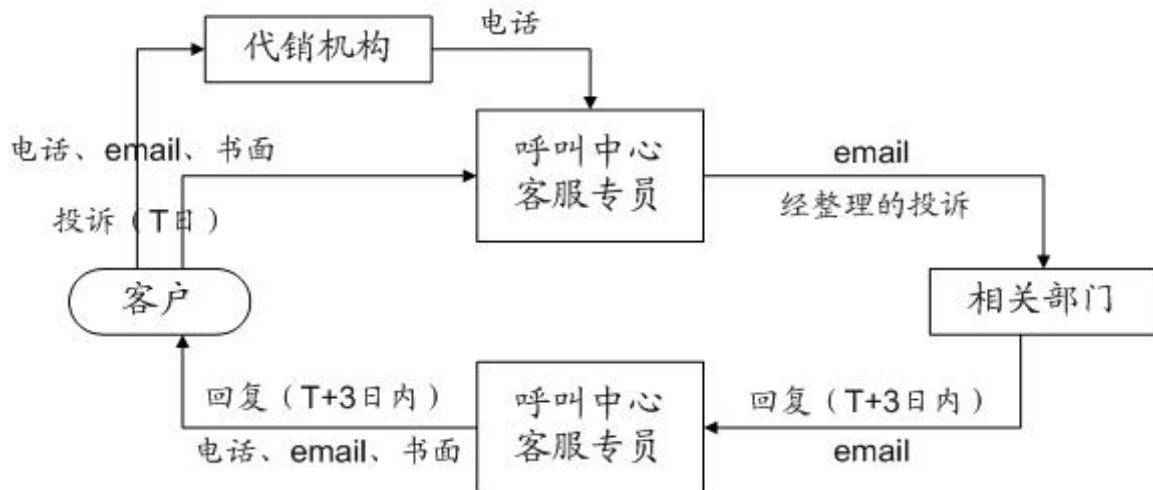 代销机构
电话
呼叫中心
客服专员
电话、email、书面
投诉（T日）
email
经整理的投诉
客户
相关部门
呼叫中心
客服专员
回复（T+3日内）
电话、email、书面
回复（T+3日内）
email